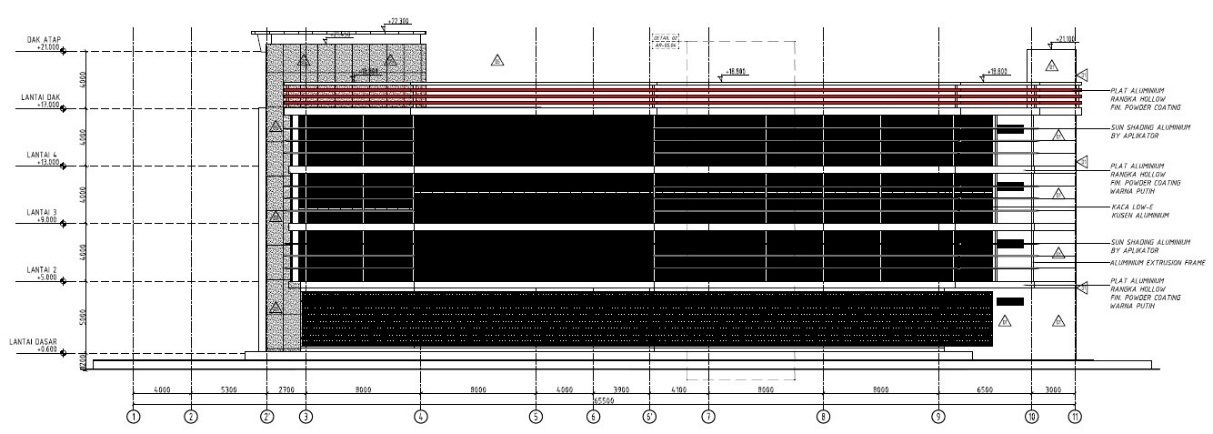 +22.300
DAK ATAP
+21.000
DETAIL 02
+21.100
+18.800
+18.800
LANTAI DAK
+17.000
PLAT ALUMINIUM
RANGKA HOLLOW
FIN. POWDER COATING
SUN SHADING ALUMINIUM
BY APLIKATOR
LANTAI 4
+13.000
PLAT ALUMINIUM
RANGKA HOLLOW
FIN. POWDER COATING
WARNA PUTIH
LANTAI 3
+9.000
KACA LOW-E
KUSEN ALUMINIUM
SUN SHADING ALUMINIUM
BY APLIKATOR
ALUMINIUM EXTRUSION FRAME
LANTAI 2
+5.000
PLAT ALUMINIUM
RANGKA HOLLOW
FIN. POWDER COATING
WARNA PUTIH
LANTAI DASAR
+0.600
4000
4000
4000
4000
5000
4000 5300 2700 8000 8000 4000 3900 4100 8000 8000 6500 3000
65500
1 2 2' 3 4 5 6 6' 7 8 9 10 11